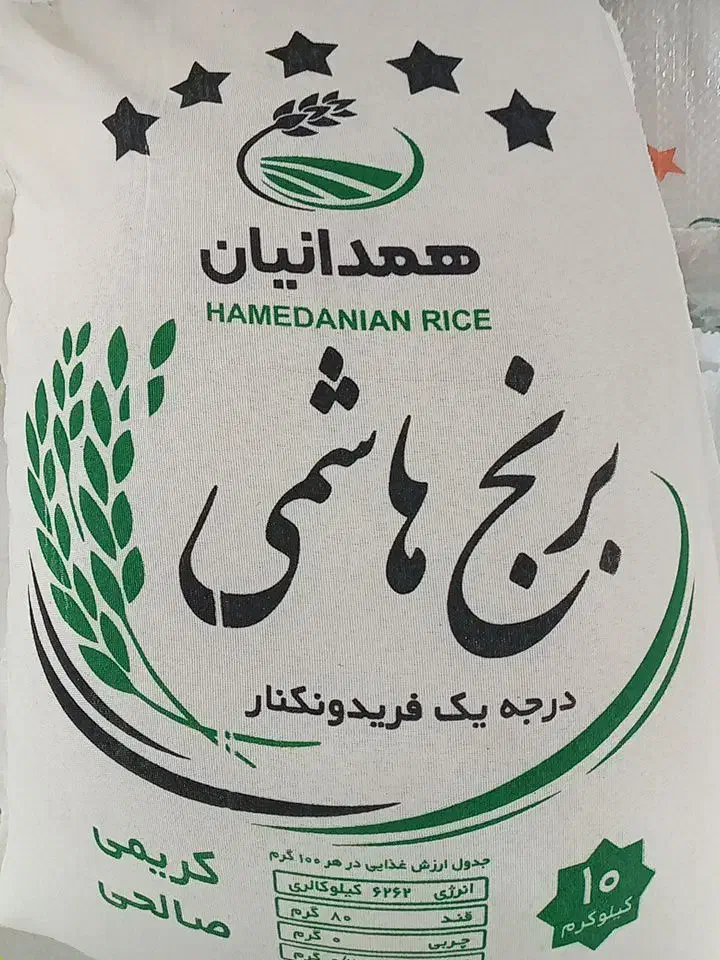 همدانیان
HAMEDANIAN RICE
برنج هاشمی
درجه یک فریدونکنار
کریمی
صالحی
جدول ارزش غذایی در هر ۱۰۰ گرم
انرژی ۶۲۶۲ کیلوکالری
قند ۸۰ گرم
چربی ۰ گرم
۱۰
کیلوگرم